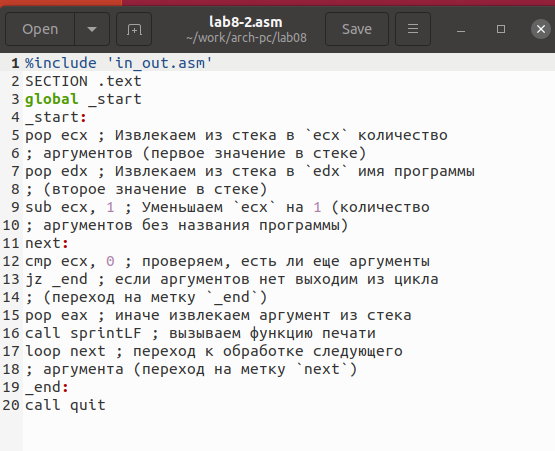 Open
lab8-2.asm
~/work/arch-pc/lab08
Save
1 %include 'in_out.asm'
2 SECTION .text
3 global _start
4 _start:
5 pop ecx ; Извлекаем из стека в `ecx` количество
6 ; аргументов (первое значение в стеке)
7 pop edx ; Извлекаем из стека в `edx` имя программы
8 ; (второе значение в стеке)
9 sub ecx, 1 ; Уменьшаем `ecx` на 1 (количество
10 ; аргументов без названия программы)
11 next:
12 cmp ecx, 0 ; проверяем, есть ли еще аргументы
13 jz _end ; если аргументов нет выходим из цикла
14 ; (переход на метку `_end`)
15 pop eax ; иначе извлекаем аргумент из стека
16 call sprintLF ; вызываем функцию печати
17 loop next ; переход к обработке следующего
18 ; аргумента (переход на метку `next`)
19 _end:
20 call quit